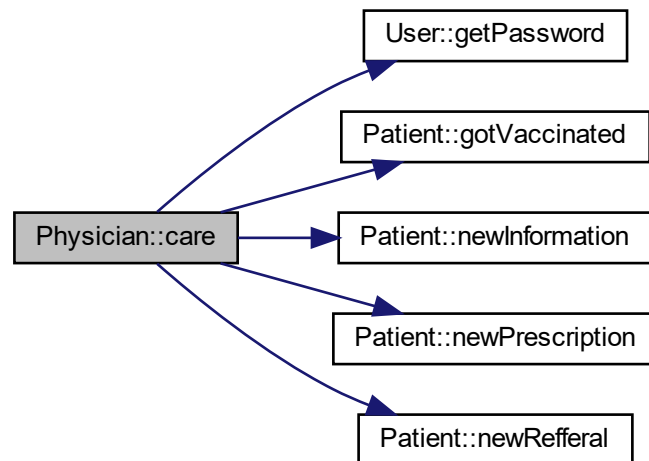 User::getPassword
Patient::gotVaccinated
Physician::care
Patient::newInformation
Patient::newPrescription
Patient::newRefferal